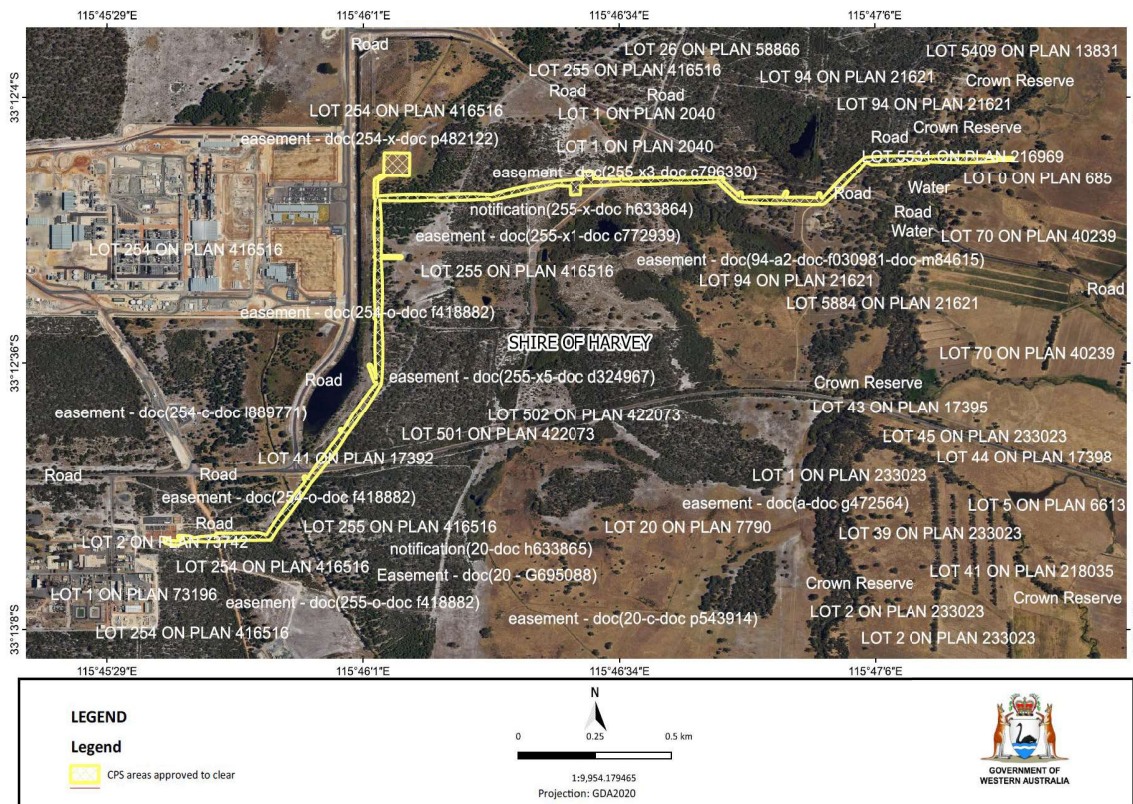 115°45'29"E
115°46'1"E
115°46'34"E
115°47'6"E
33°12'4"S
33°12'36"S
33°13'8"S
Road
LOT 26 ON PLAN 58866
LOT 5409 ON PLAN 13831
LOT 255 ON PLAN 416516
LOT 94 ON PLAN 21621
Crown Reserve
Road
Road
LOT 254 ON PLAN 416516
LOT 1 ON PLAN 2040
LOT 94 ON PLAN 21621
easement - doc(254-x-doc p482122)
Road
Crown Reserve
LOT 1 ON PLAN 2040
LOT 5531 ON PLAN 216969
easement - doc(255-x3-doc c796330)
LOT 0 ON PLAN 685
Road
Water
notification(255-x-doc h633864)
Road
Water
LOT 254 ON PLAN 416516
easement - doc(255-x1-doc c772939)
LOT 70 ON PLAN 40239
easement - doc(94-a2-doc-f030981-doc-m84615)
LOT 255 ON PLAN 416516
LOT 94 ON PLAN 21621
Road
LOT 5884 ON PLAN 21621
easement - doc(254-o-doc f418882)
SHIRE OF HARVEY
LOT 70 ON PLAN 40239
Road
easement - doc(255-x5-doc d324967)
Crown Reserve
easement - doc(254-c-doc l889771)
LOT 502 ON PLAN 422073
LOT 43 ON PLAN 17395
LOT 501 ON PLAN 422073
LOT 45 ON PLAN 233023
LOT 41 ON PLAN 17392
LOT 44 ON PLAN 17398
Road
Road
LOT 1 ON PLAN 233023
easement - doc(254-o-doc f418882)
easement - doc(a-doc g472564)
LOT 5 ON PLAN 6613
Road
LOT 255 ON PLAN 416516
LOT 20 ON PLAN 7790
LOT 39 ON PLAN 233023
LOT 2 ON PLAN 73742
notification(20-doc h633865)
LOT 254 ON PLAN 416516
Easement - doc(20 - G695088)
LOT 41 ON PLAN 218035
Crown Reserve
LOT 1 ON PLAN 73196
easement - doc(255-o-doc f418882)
Crown Reserve
easement - doc(20-c-doc p543914)
LOT 2 ON PLAN 233023
LOT 254 ON PLAN 416516
LOT 2 ON PLAN 233023
115°45'29"E
115°46'1"E
115°46'34"E
115°47'6"E
33°12'4"S
33°12'36"S
33°13'8"S
LEGEND
Legend
CPS areas approved to clear
N
0 0.25 0.5 km
1:9,954.179465
Projection: GDA2020
GOVERNMENT OF
WESTERN AUSTRALIA